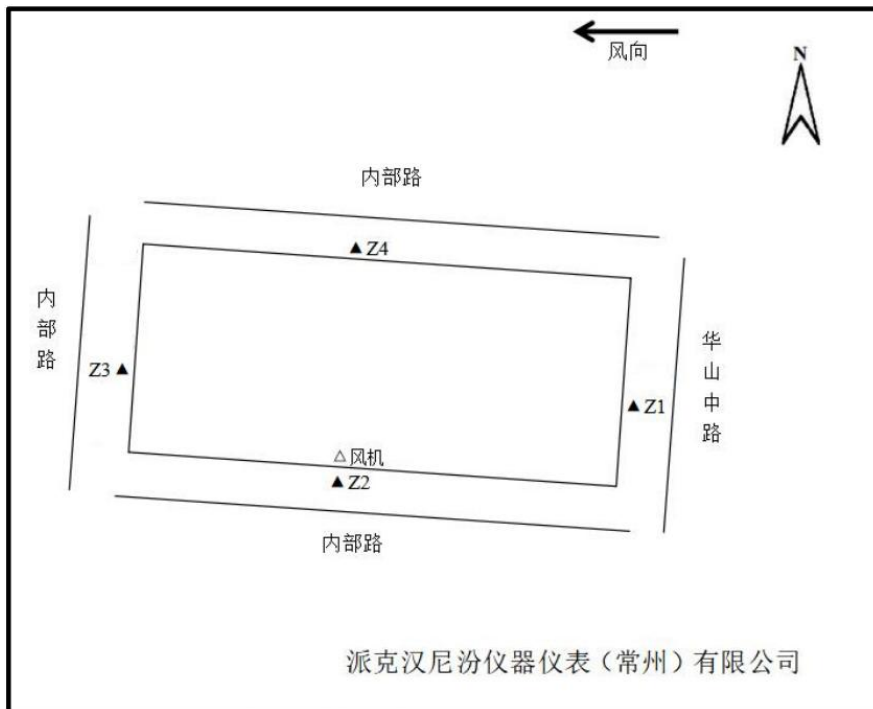 风向
N
内部路
▲Z4
内部路
华山中路
Z3▲
▲Z1
△风机
▲Z2
内部路
派克汉尼汾仪器仪表（常州）有限公司